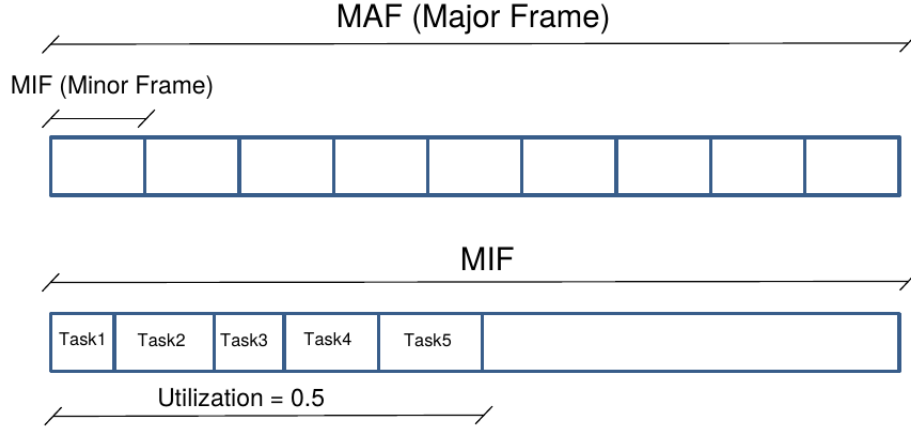 MAF (Major Frame)
MIF (Minor Frame)
MIF
Task1 Task2 Task3 Task4 Task5
Utilization = 0.5